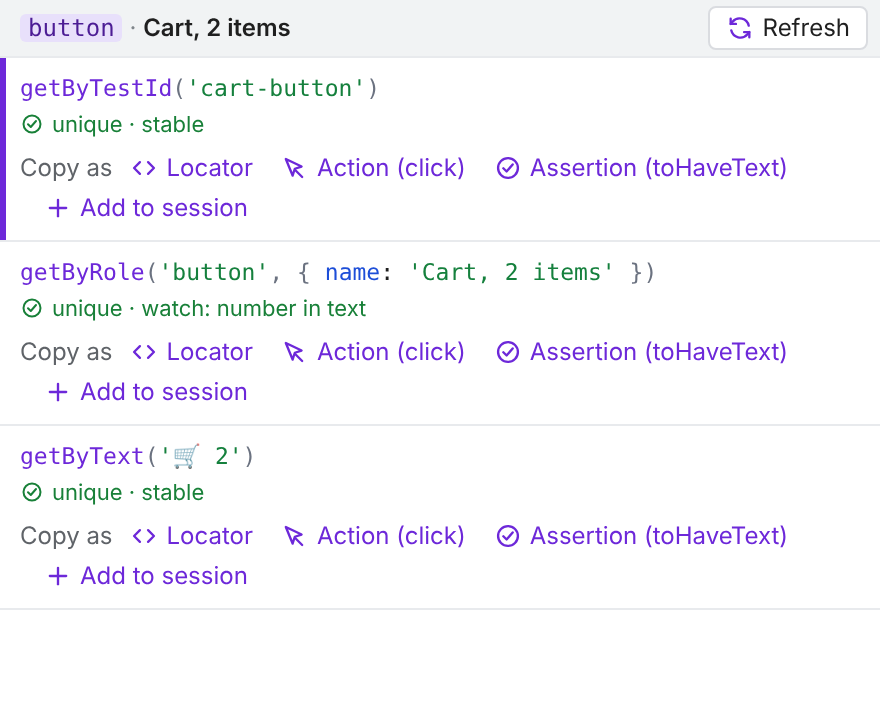 button · Cart, 2 items Refresh
getByTestId('cart-button')
unique · stable
Copy as <> Locator Action (click) Assertion (toHaveText)
+ Add to session
getByRole('button', { name: 'Cart, 2 items' })
unique · watch: number in text
Copy as <> Locator Action (click) Assertion (toHaveText)
+ Add to session
getByText('🛒 2')
unique · stable
Copy as <> Locator Action (click) Assertion (toHaveText)
+ Add to session